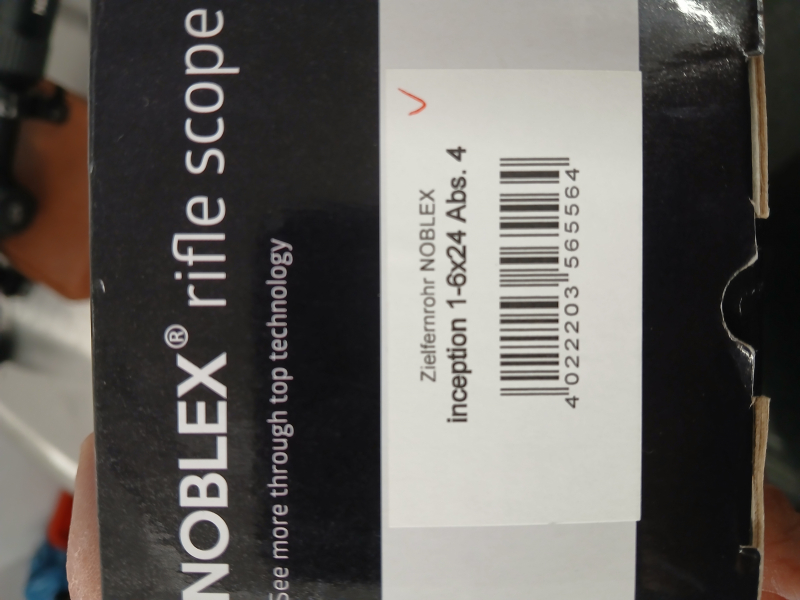 NOBLEX® rifle scope
See more through top technology
Zielfernrohr NOBLEX
inception 1-6x24 Abs. 4
4 022203 565564